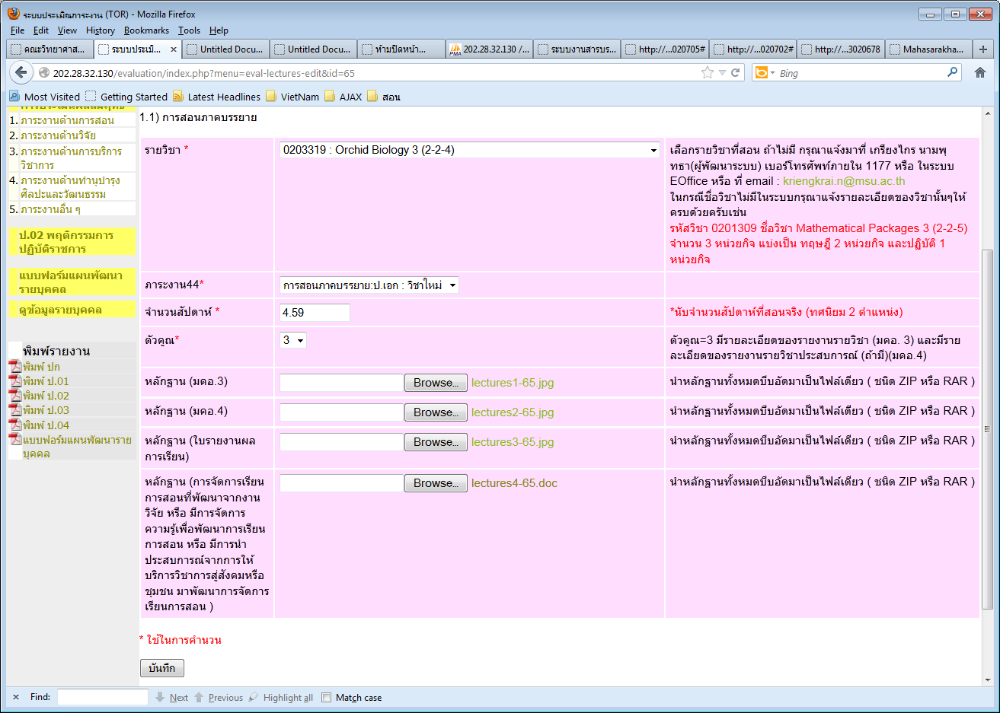 ระบบประเมินภาระงาน (TOR) - Mozilla Firefox
File Edit View History Bookmarks Tools Help
คณะวิทยาศาส... ระบบประเมิ... Untitled Docu... Untitled Docu... ห้ามปิดหน้า... 202.28.32.130 /... ระบบงานสารบร... http://...020705# http://...020702# http://...3020678 Mahasarakha...
202.28.32.130/evaluation/index.php?menu=eval-lectures-edit&id=65 Bing
Most Visited Getting Started Latest Headlines VietNam AJAX สอน
1. ภาระงานด้านการสอน
2. ภาระงานด้านวิจัย
3. ภาระงานด้านการบริการ
วิชาการ
4. ภาระงานด้านทำนุบำรุง
ศิลปะและวัฒนธรรม
5. ภาระงานอื่น ๆ
ป.02 พฤติกรรมการ
ปฏิบัติราชการ
แบบฟอร์มแผนพัฒนา
รายบุคคล
ดูข้อมูลรายบุคคล
พิมพ์รายงาน
พิมพ์ ปก
พิมพ์ ป.01
พิมพ์ ป.02
พิมพ์ ป.03
พิมพ์ ป.04
แบบฟอร์มแผนพัฒนาราย
บุคคล
1.1) การสอนภาคบรรยาย
รายวิชา *
0203319 : Orchid Biology 3 (2-2-4)
เลือกรายวิชาที่สอน ถ้าไม่มี กรุณาแจ้งมาที่ เกรียงไกร นามพุ
ทธา(ผู้พัฒนาระบบ) เบอร์โทรศัพท์ภายใน 1177 หรือ ในระบบ
EOffice หรือ ที่ email : kriengkrai.n@msu.ac.th
ในกรณีชื่อวิชาไม่มีในระบบกรุณาแจ้งรายละเอียดของวิชานั้นๆให้
ครบด้วยครับเช่น
รหัสวิชา 0201309 ชื่อวิชา Mathematical Packages 3 (2-2-5)
จำนวน 3 หน่วยกิจ แบ่งเป็น ทฤษฎี 2 หน่วยกิจ และปฏิบัติ 1
หน่วยกิจ
ภาระงาน44*
การสอนภาคบรรยาย:ป.เอก : วิชาใหม่
จำนวนสัปดาห์ *
4.59
*นับจำนวนสัปดาห์ที่สอนจริง (ทศนิยม 2 ตำแหน่ง)
ตัวคูณ*
3
ตัวคูณ=3 มีรายละเอียดของรายงานรายวิชา (มคอ. 3) และมีราย
ละเอียดของรายงานรายวิชาประสบการณ์ (ถ้ามี)(มคอ.4)
หลักฐาน (มคอ.3)
Browse... lectures1-65.jpg
นำหลักฐานทั้งหมดบีบอัดมาเป็นไฟล์เดียว ( ชนิด ZIP หรือ RAR )
หลักฐาน (มคอ.4)
Browse... lectures2-65.jpg
นำหลักฐานทั้งหมดบีบอัดมาเป็นไฟล์เดียว ( ชนิด ZIP หรือ RAR )
หลักฐาน (ใบรายงานผล
การเรียน)
Browse... lectures3-65.jpg
นำหลักฐานทั้งหมดบีบอัดมาเป็นไฟล์เดียว ( ชนิด ZIP หรือ RAR )
หลักฐาน (การจัดการเรียน
การสอนที่พัฒนาจากงาน
วิจัย หรือ มีการจัดการ
ความรู้เพื่อพัฒนาการเรียน
การสอน หรือ มีการนำ
ประสบการณ์จากการให้
บริการวิชาการสู่สังคมหรือ
ชุมชน มาพัฒนาการจัดการ
เรียนการสอน )
Browse... lectures4-65.doc
นำหลักฐานทั้งหมดบีบอัดมาเป็นไฟล์เดียว ( ชนิด ZIP หรือ RAR )
* ใช้ในการคำนวน
บันทึก
Find: Next Previous Highlight all Match case